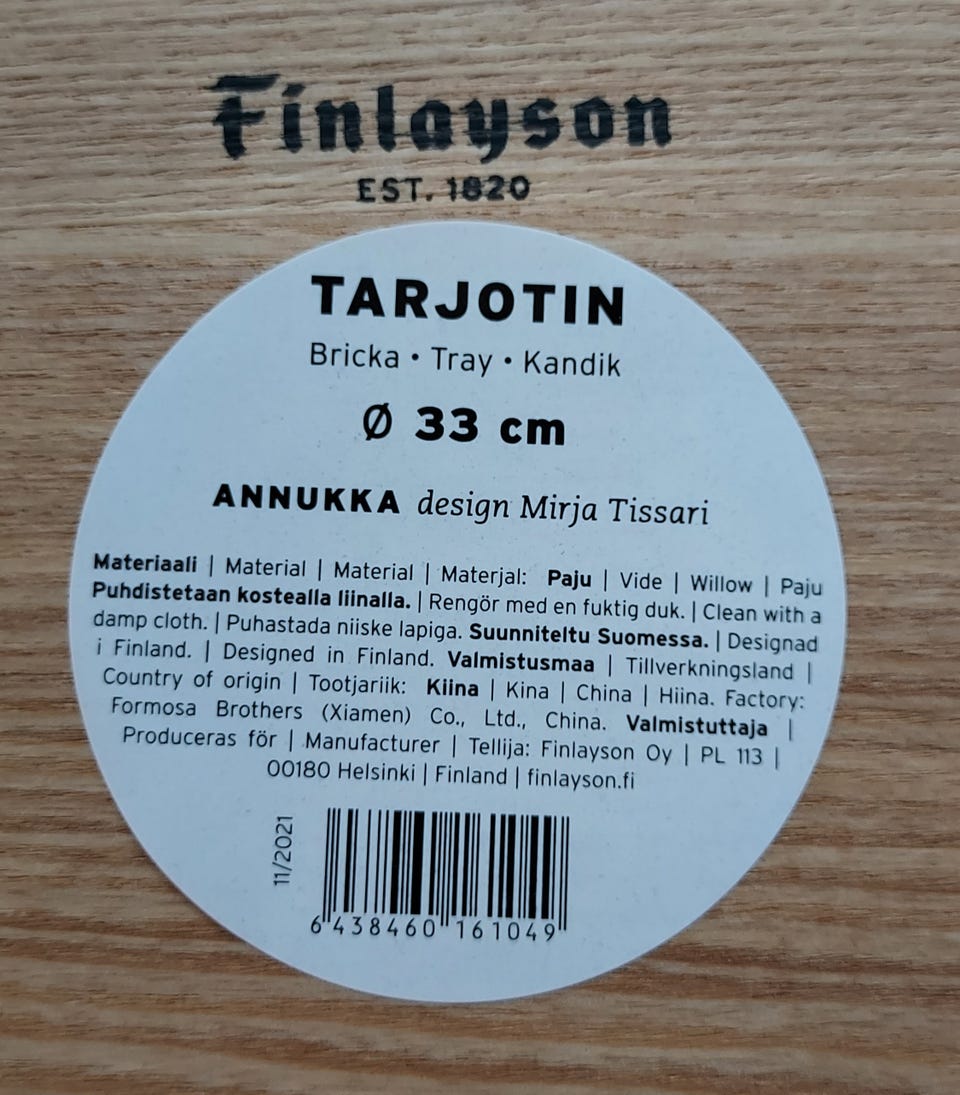 Finlayson
EST. 1820
TARJOTIN
Bricka • Tray • Kandik
Ø 33 cm
ANNUKKA design Mirja Tissari
Materiaali | Material | Material | Materjal: Paju | Vide | Willow | Paju
Puhdistetaan kostealla liinalla. | Rengör med en fuktig duk. | Clean with a
damp cloth. | Puhastada niiske lapiga. Suunniteltu Suomessa. | Designad
i Finland. | Designed in Finland. Valmistusmaa | Tillverkningsland |
Country of origin | Tootjariik: Kiina | Kina | China | Hiina. Factory:
Formosa Brothers (Xiamen) Co., Ltd., China. Valmistuttaja |
Produceras för | Manufacturer | Tellija: Finlayson Oy | PL 113 |
00180 Helsinki | Finland | finlayson.fi
11/2021
6 438460 161049